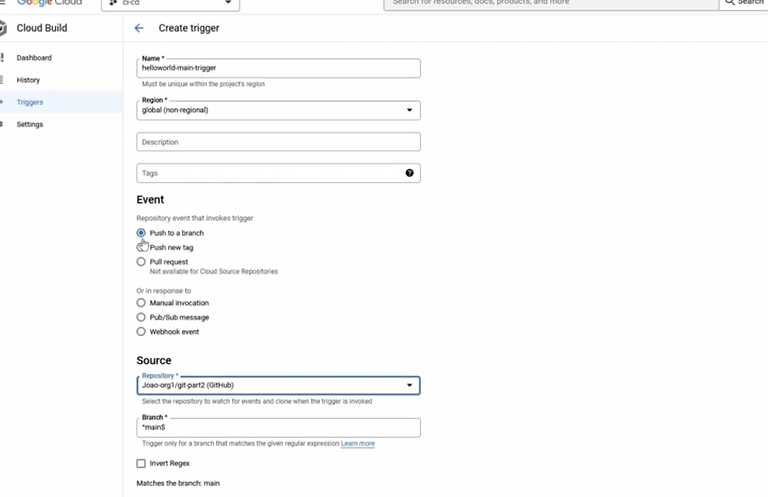 Google Cloud
ci-cd
Search for resources, docs, products, and more
Search
Cloud Build
Create trigger
Dashboard
History
Triggers
Settings
Name *
helloworld-main-trigger
Must be unique within the project's region
Region *
global (non-regional)
Description
Tags
Event
Repository event that invokes trigger
Push to a branch
Push new tag
Pull request
Not available for Cloud Source Repositories
Or in response to
Manual invocation
Pub/Sub message
Webhook event
Source
Repository *
Joao-org1/git-part2 (GitHub)
Select the repository to watch for events and clone when the trigger is invoked
Branch *
^main$
Trigger only for a branch that matches the given regular expression Learn more
Invert Regex
Matches the branch: main